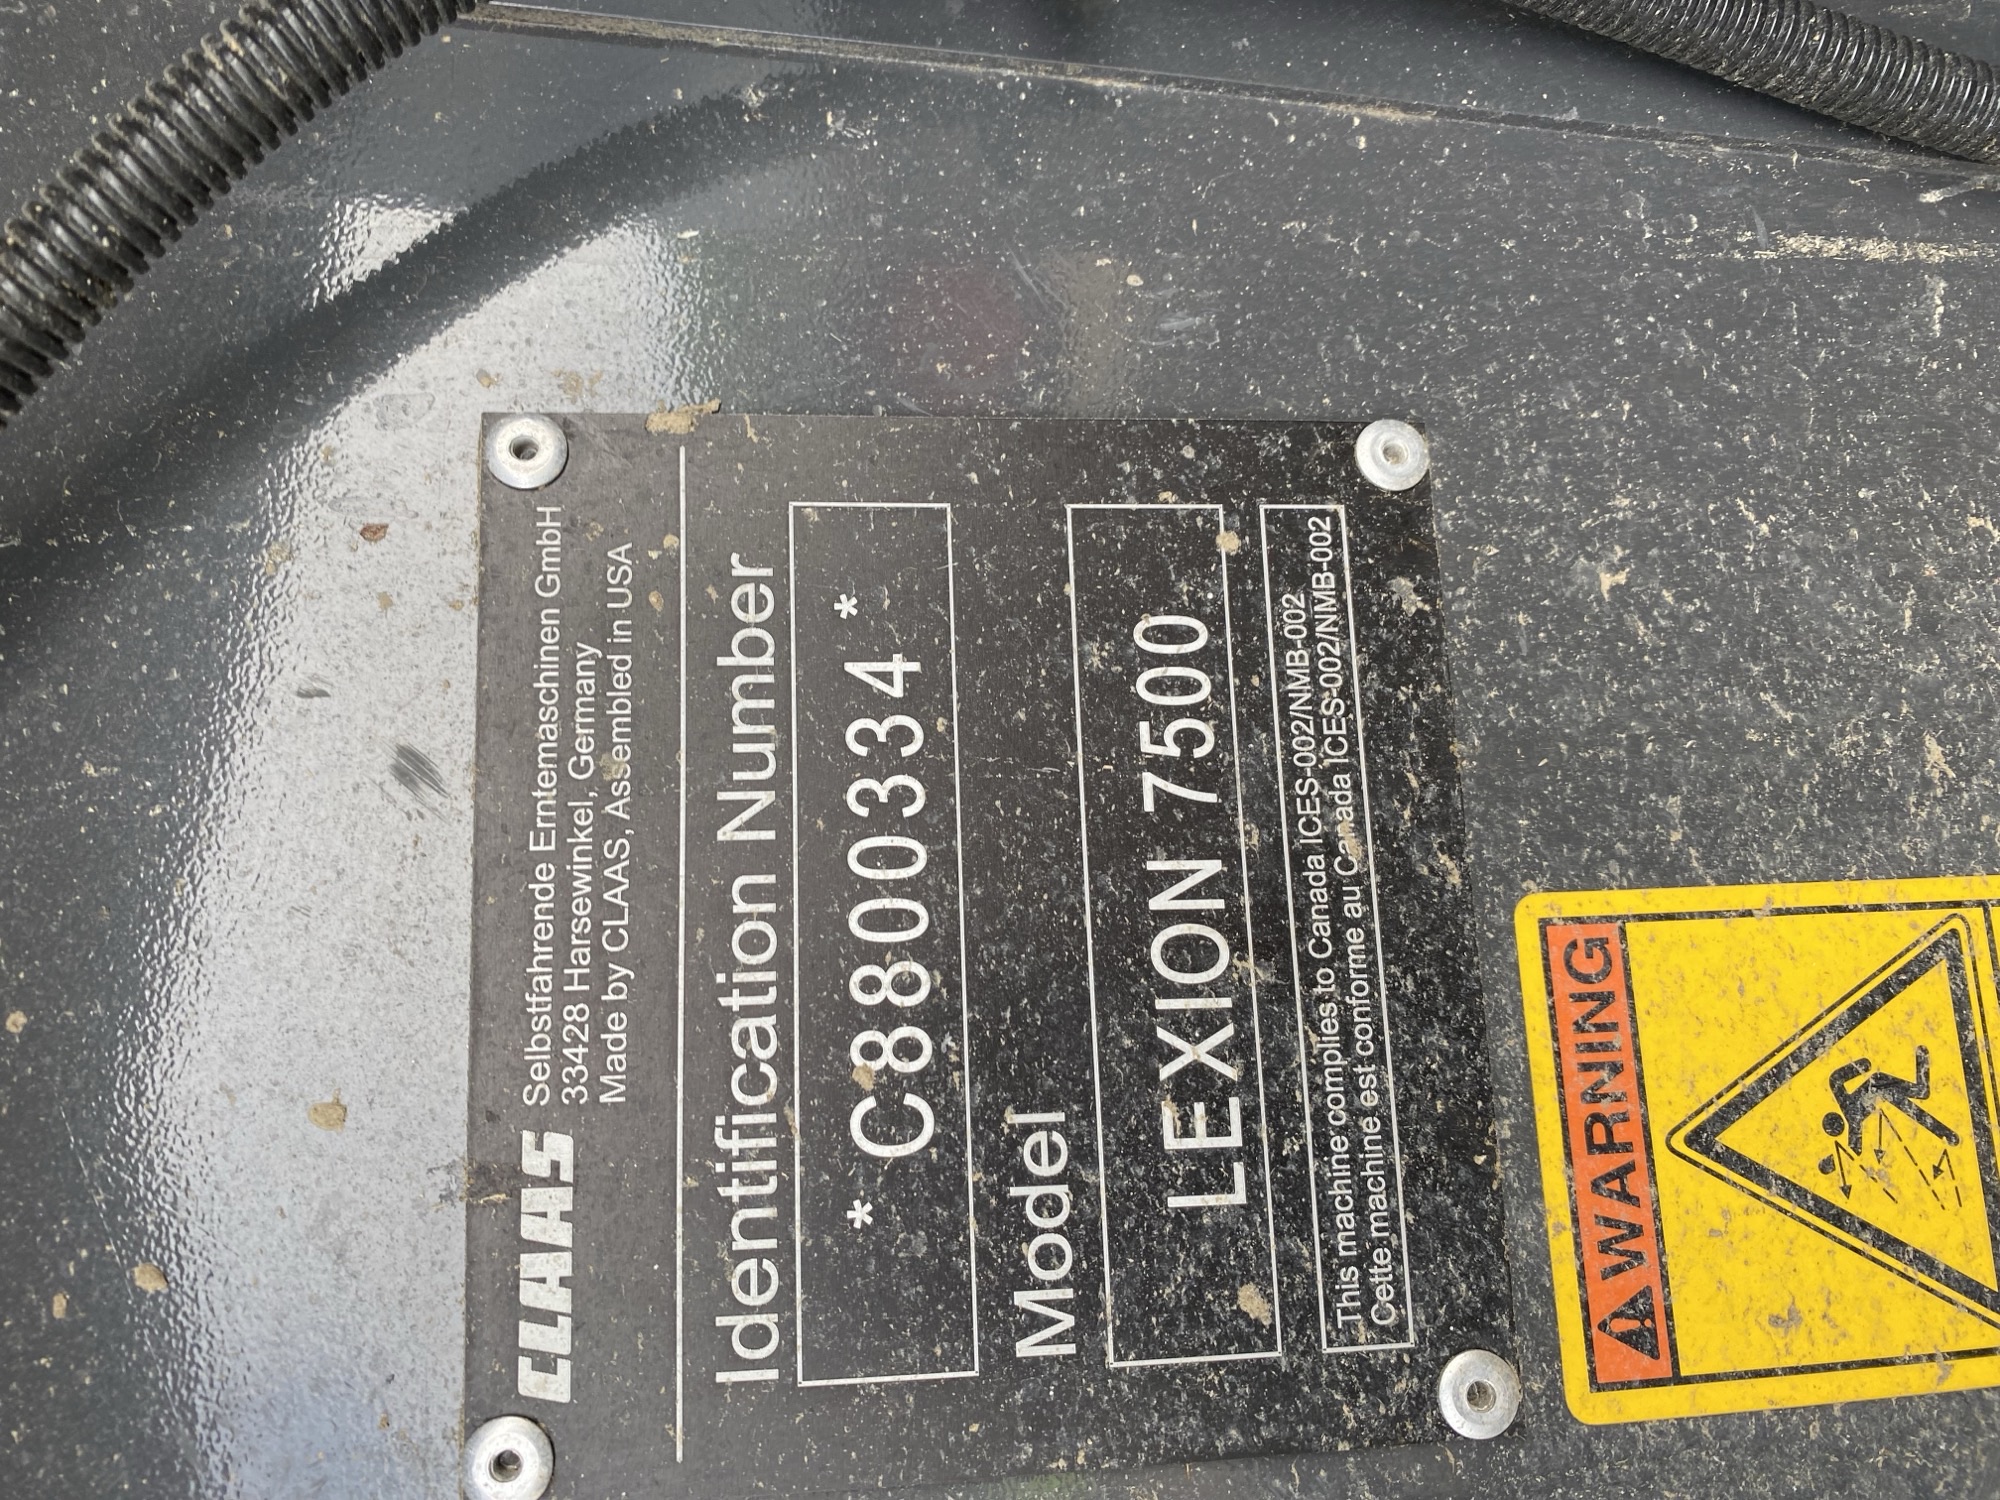 CLAAS
Selbstfahrende Erntemaschinen GmbH
33428 Harsewinkel, Germany
Made by CLAAS, Assembled in USA
Identification Number
* C8800334 *
Model
LEXION 7500
This machine complies to Canada ICES-002/NMB-002
Cette machine est conforme au Canada ICES-002/NMB-002
WARNING